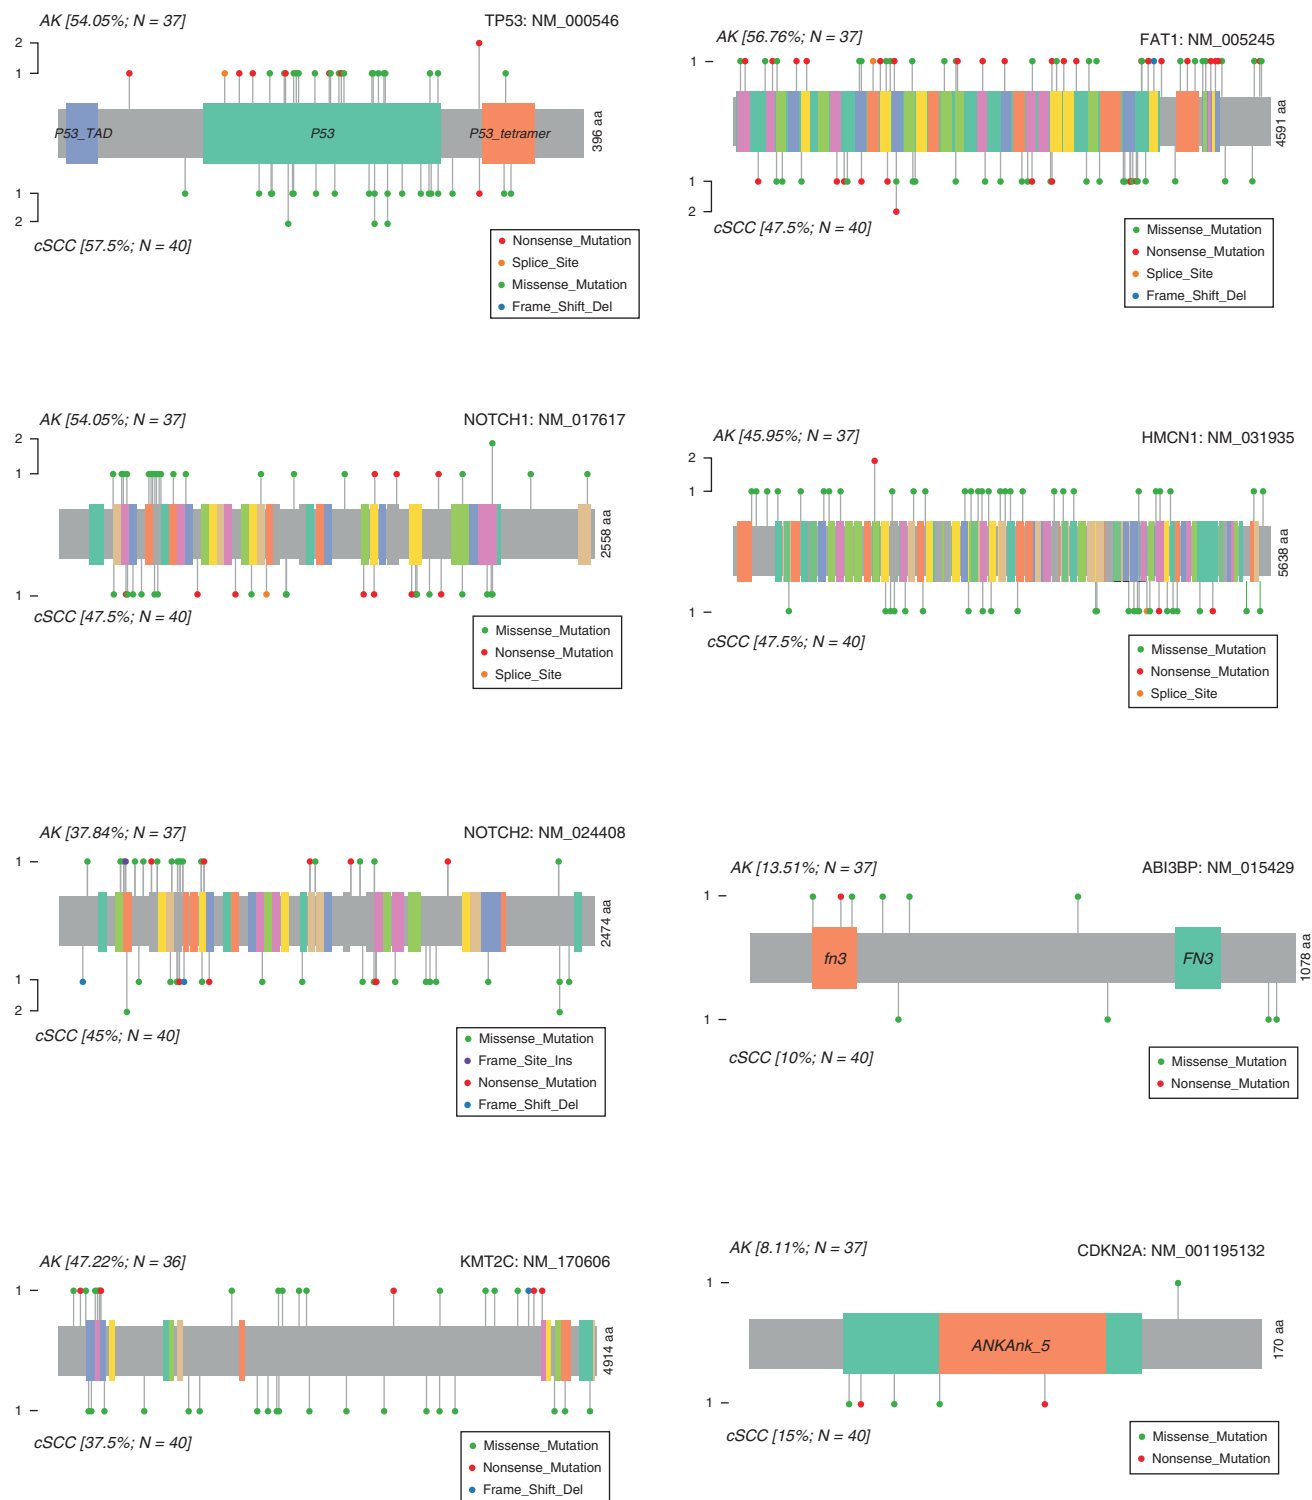 AK [54.05%; N = 37]
TP53: NM_000546
2
1
P53_TAD
P53
P53_tetramer
396 aa
1
2
cSCC [57.5%; N = 40]
Nonsense_Mutation
Splice_Site
Missense_Mutation
Frame_Shift_Del
AK [56.76%; N = 37]
FAT1: NM_005245
1
4591 aa
1
2
cSCC [47.5%; N = 40]
Missense_Mutation
Nonsense_Mutation
Splice_Site
Frame_Shift_Del
AK [54.05%; N = 37]
NOTCH1: NM_017617
2
1
2558 aa
1
cSCC [47.5%; N = 40]
Missense_Mutation
Nonsense_Mutation
Splice_Site
AK [45.95%; N = 37]
HMCN1: NM_031935
2
1
5638 aa
1
cSCC [47.5%; N = 40]
Missense_Mutation
Nonsense_Mutation
Splice_Site
AK [37.84%; N = 37]
NOTCH2: NM_024408
1
2474 aa
1
2
cSCC [45%; N = 40]
Missense_Mutation
Frame_Site_Ins
Nonsense_Mutation
Frame_Shift_Del
AK [13.51%; N = 37]
ABI3BP: NM_015429
1
fn3
FN3
1078 aa
1
cSCC [10%; N = 40]
Missense_Mutation
Nonsense_Mutation
AK [47.22%; N = 36]
KMT2C: NM_170606
1
4914 aa
1
cSCC [37.5%; N = 40]
Missense_Mutation
Nonsense_Mutation
Frame_Shift_Del
AK [8.11%; N = 37]
CDKN2A: NM_001195132
1
ANKAnk_5
170 aa
1
cSCC [15%; N = 40]
Missense_Mutation
Nonsense_Mutation